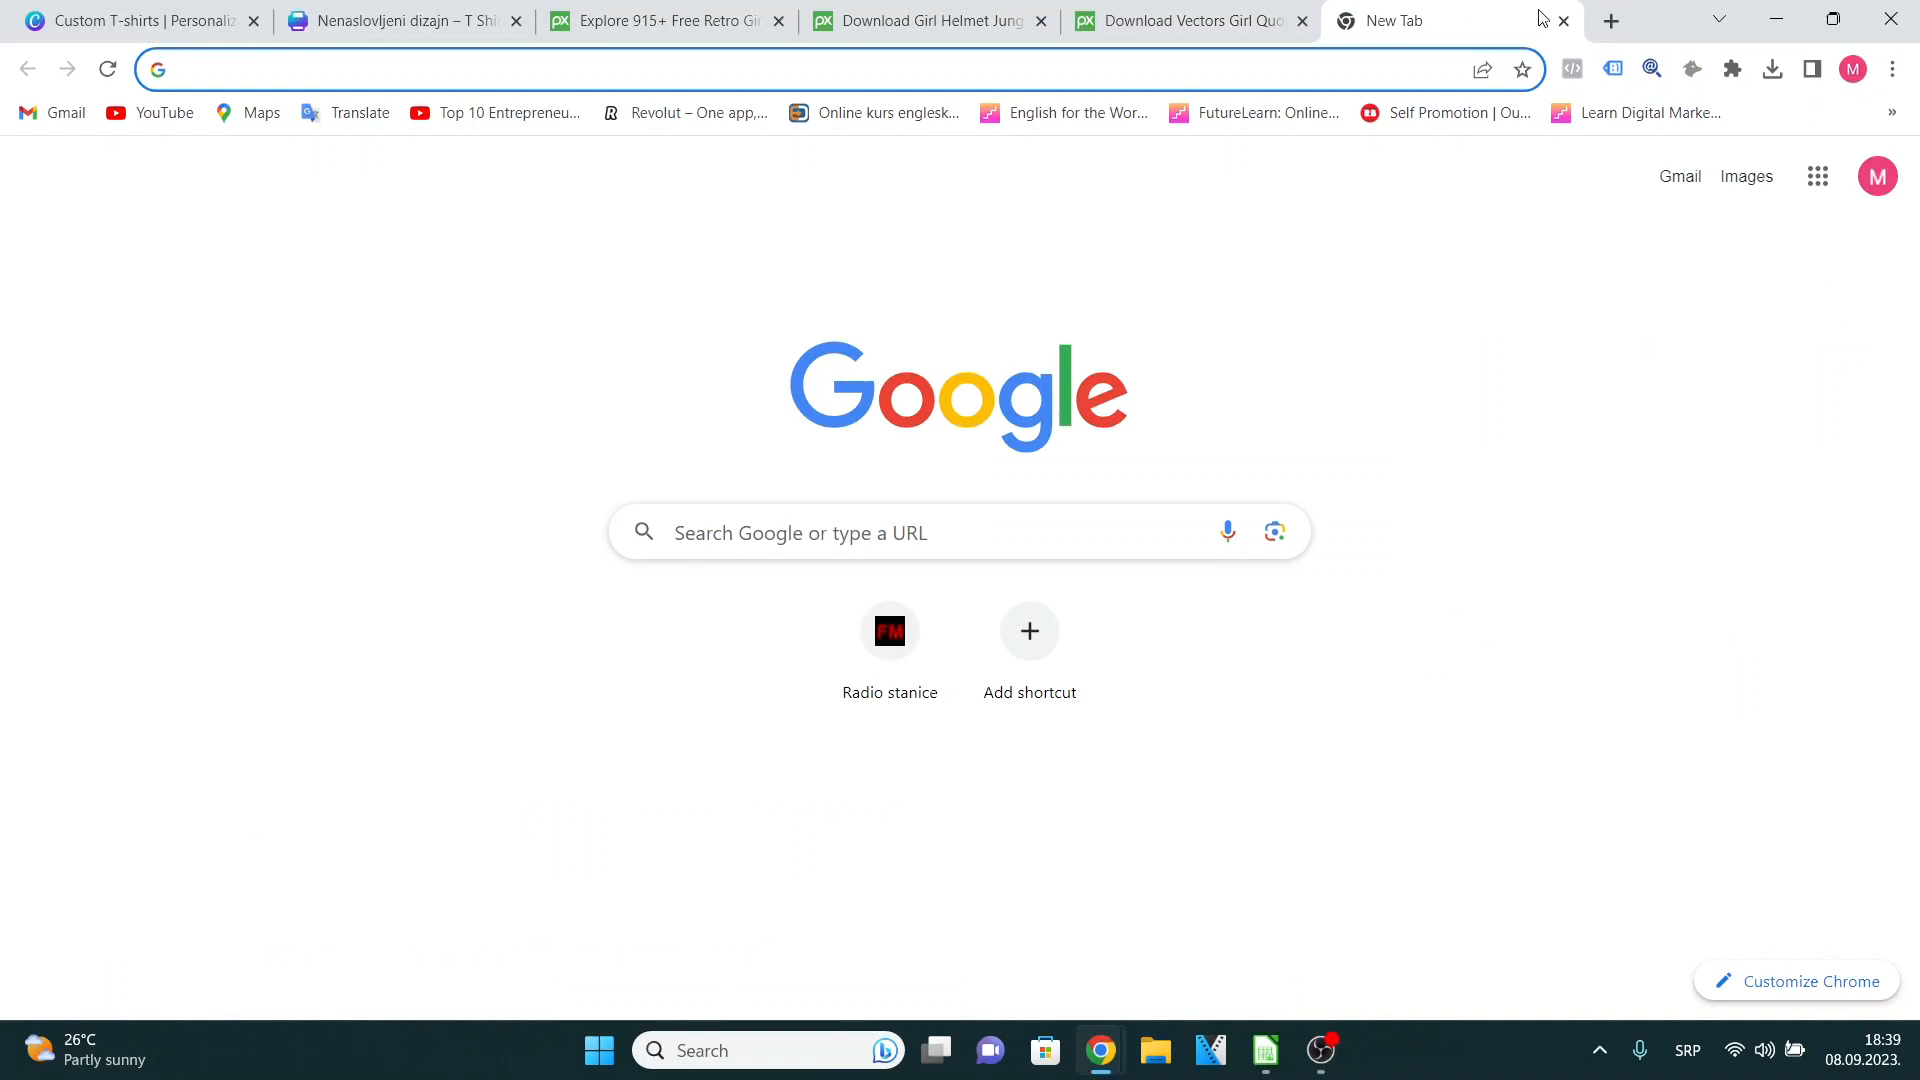 Custom T-shirts | Personaliz
Nenaslovljeni dizajn – T Shi
Explore 915+ Free Retro Gi
Download Girl Helmet Jung
Download Vectors Girl Quo
New Tab
M
Gmail
YouTube
Maps
Translate
Top 10 Entrepreneu...
Revolut – One app,...
Online kurs englesk...
English for the Wor...
FutureLearn: Online...
Self Promotion | Ou...
Learn Digital Marke...
»
Gmail
Images
M
Google
Search Google or type a URL
FM
Radio stanice
Add shortcut
Customize Chrome
26°C
Partly sunny
Search
SRP
18:39
08.09.2023.